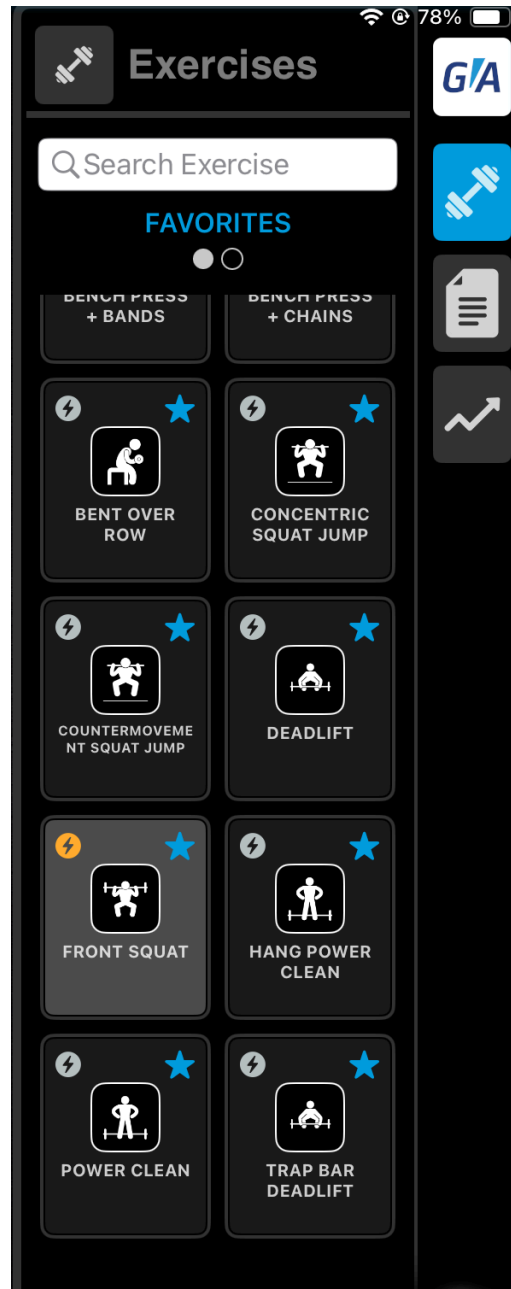 78%
Exercises
G/A
Search Exercise
FAVORITES
BENCH PRESS
+ BANDS
BENCH PRESS
+ CHAINS
BENT OVER
ROW
CONCENTRIC
SQUAT JUMP
COUNTERMOVEME
NT SQUAT JUMP
DEADLIFT
FRONT SQUAT
HANG POWER
CLEAN
POWER CLEAN
TRAP BAR
DEADLIFT